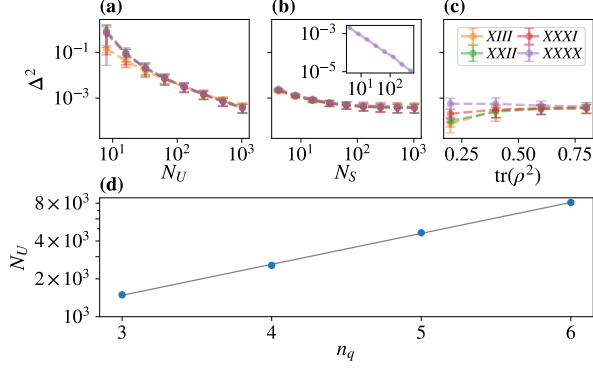 (a) (b) (c)
Δ²
10⁻¹
10⁻³
10¹ 10² 10³
N_U
10⁻³
10⁻⁵
10¹ 10²
10¹ 10² 10³
N_S
XIII XXXI
XXII XXXX
0.25 0.50 0.75
tr(ρ²)
(d)
N_U
8 × 10³
4 × 10³
2 × 10³
10³
3 4 5 6
n_q